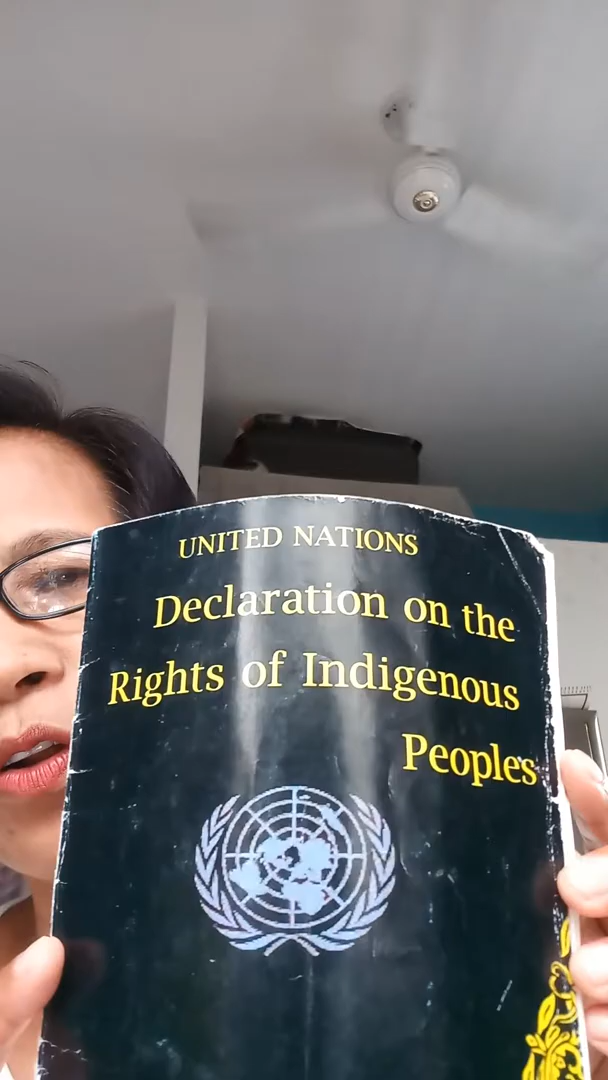 UNITED NATIONS
Declaration on the
Rights of Indigenous
Peoples